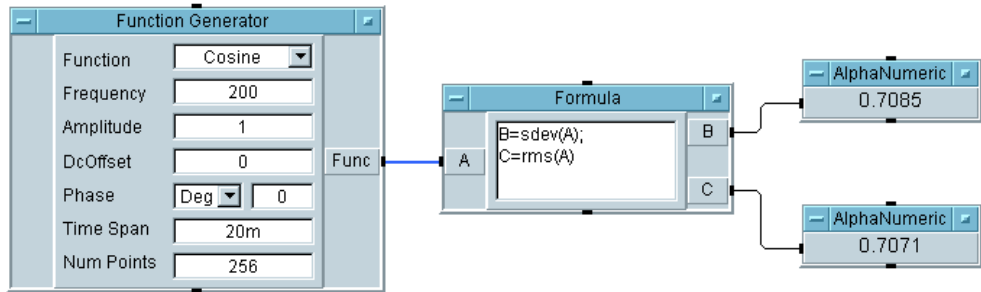 Function Generator
Function Cosine
Frequency 200
Amplitude 1
DcOffset 0
Phase Deg 0
Time Span 20m
Num Points 256
Func
Formula
A
B=sdev(A);
C=rms(A)
B
C
AlphaNumeric
0.7085
AlphaNumeric
0.7071